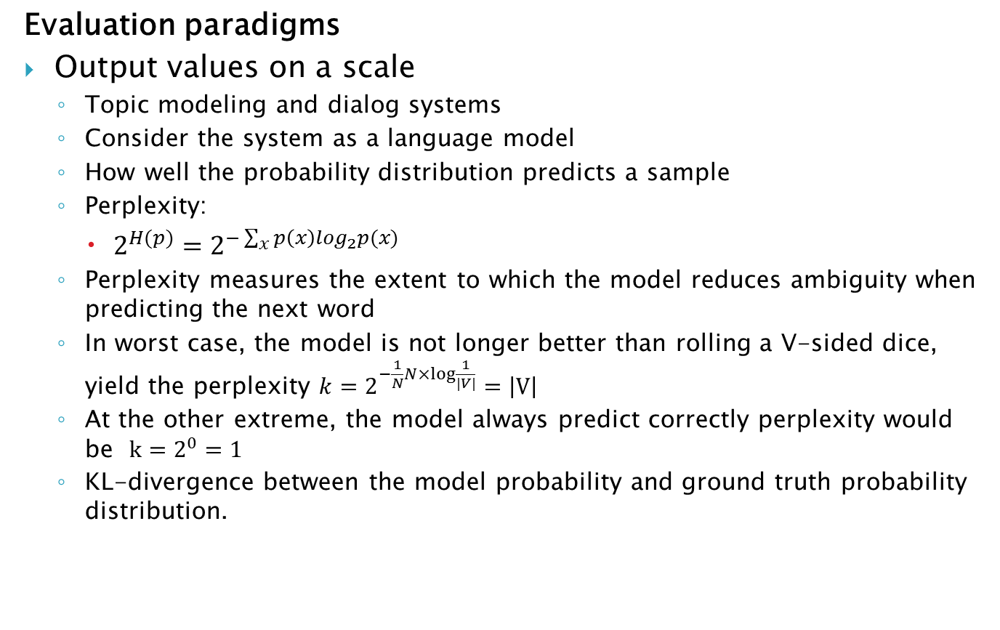 Evaluation paradigms
Output values on a scale
Topic modeling and dialog systems
Consider the system as a language model
How well the probability distribution predicts a sample
Perplexity:
2^{H(p)} = 2^{− ∑_x p(x)log_2 p(x)}
Perplexity measures the extent to which the model reduces ambiguity when
predicting the next word
In worst case, the model is not longer better than rolling a V-sided dice,
yield the perplexity k = 2^{−\frac{1}{N}N×log\frac{1}{|V|}} = |V|
At the other extreme, the model always predict correctly perplexity would
be k = 2^0 = 1
KL-divergence between the model probability and ground truth probability
distribution.